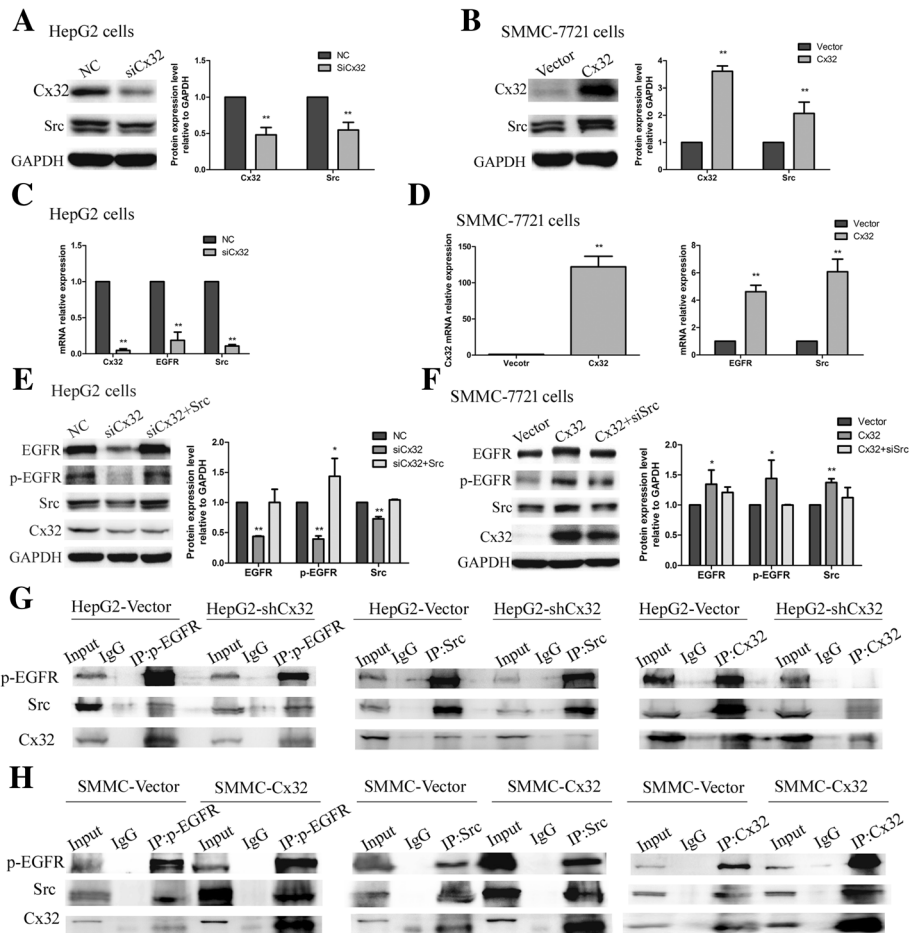 A HepG2 cells
NC siCx32
Cx32
Src
GAPDH
Protein expression level
relative to GAPDH
1.5
1.0
0.5
0.0
NC
SiCx32
**
**
Cx32 Src
B SMMC-7721 cells
Vector Cx32
Cx32
Src
GAPDH
Protein expression level
relative to GAPDH
4
3
2
1
0
Vector
Cx32
**
**
Cx32 Src
C HepG2 cells
mRNA relative expression
1.5
1.0
0.5
0.0
NC
siCx32
**
**
**
Cx32 EGFR Src
D SMMC-7721 cells
Cx32 mRNA relative expression
150
100
50
0
**
Vecotr Cx32
mRNA relative expression
10
8
6
4
2
0
Vector
Cx32
**
**
EGFR Src
E HepG2 cells
NC siCx32 siCx32+Src
EGFR
p-EGFR
Src
Cx32
GAPDH
Protein expression level
relative to GAPDH
2.0
1.5
1.0
0.5
0.0
NC
siCx32
siCx32+Src
**
**
*
**
EGFR p-EGFR Src
F SMMC-7721 cells
Vector Cx32 Cx32+siSrc
EGFR
p-EGFR
Src
Cx32
GAPDH
Protein expression level
relative to GAPDH
2.0
1.5
1.0
0.5
0.0
Vector
Cx32
Cx32+siSrc
*
*
**
EGFR p-EGFR Src
G
HepG2-Vector HepG2-shCx32 HepG2-Vector HepG2-shCx32 HepG2-Vector HepG2-shCx32
Input IgG IP:p-EGFR Input IgG IP:p-EGFR Input IgG IP:Src Input IgG IP:Src Input IgG IP:Cx32 Input IgG IP:Cx32
p-EGFR
Src
Cx32
H
SMMC-Vector SMMC-Cx32 SMMC-Vector SMMC-Cx32 SMMC-Vector SMMC-Cx32
Input IgG IP:p-EGFR Input IgG IP:p-EGFR Input IgG IP:Src Input IgG IP:Src Input IgG IP:Cx32 Input IgG IP:Cx32
p-EGFR
Src
Cx32